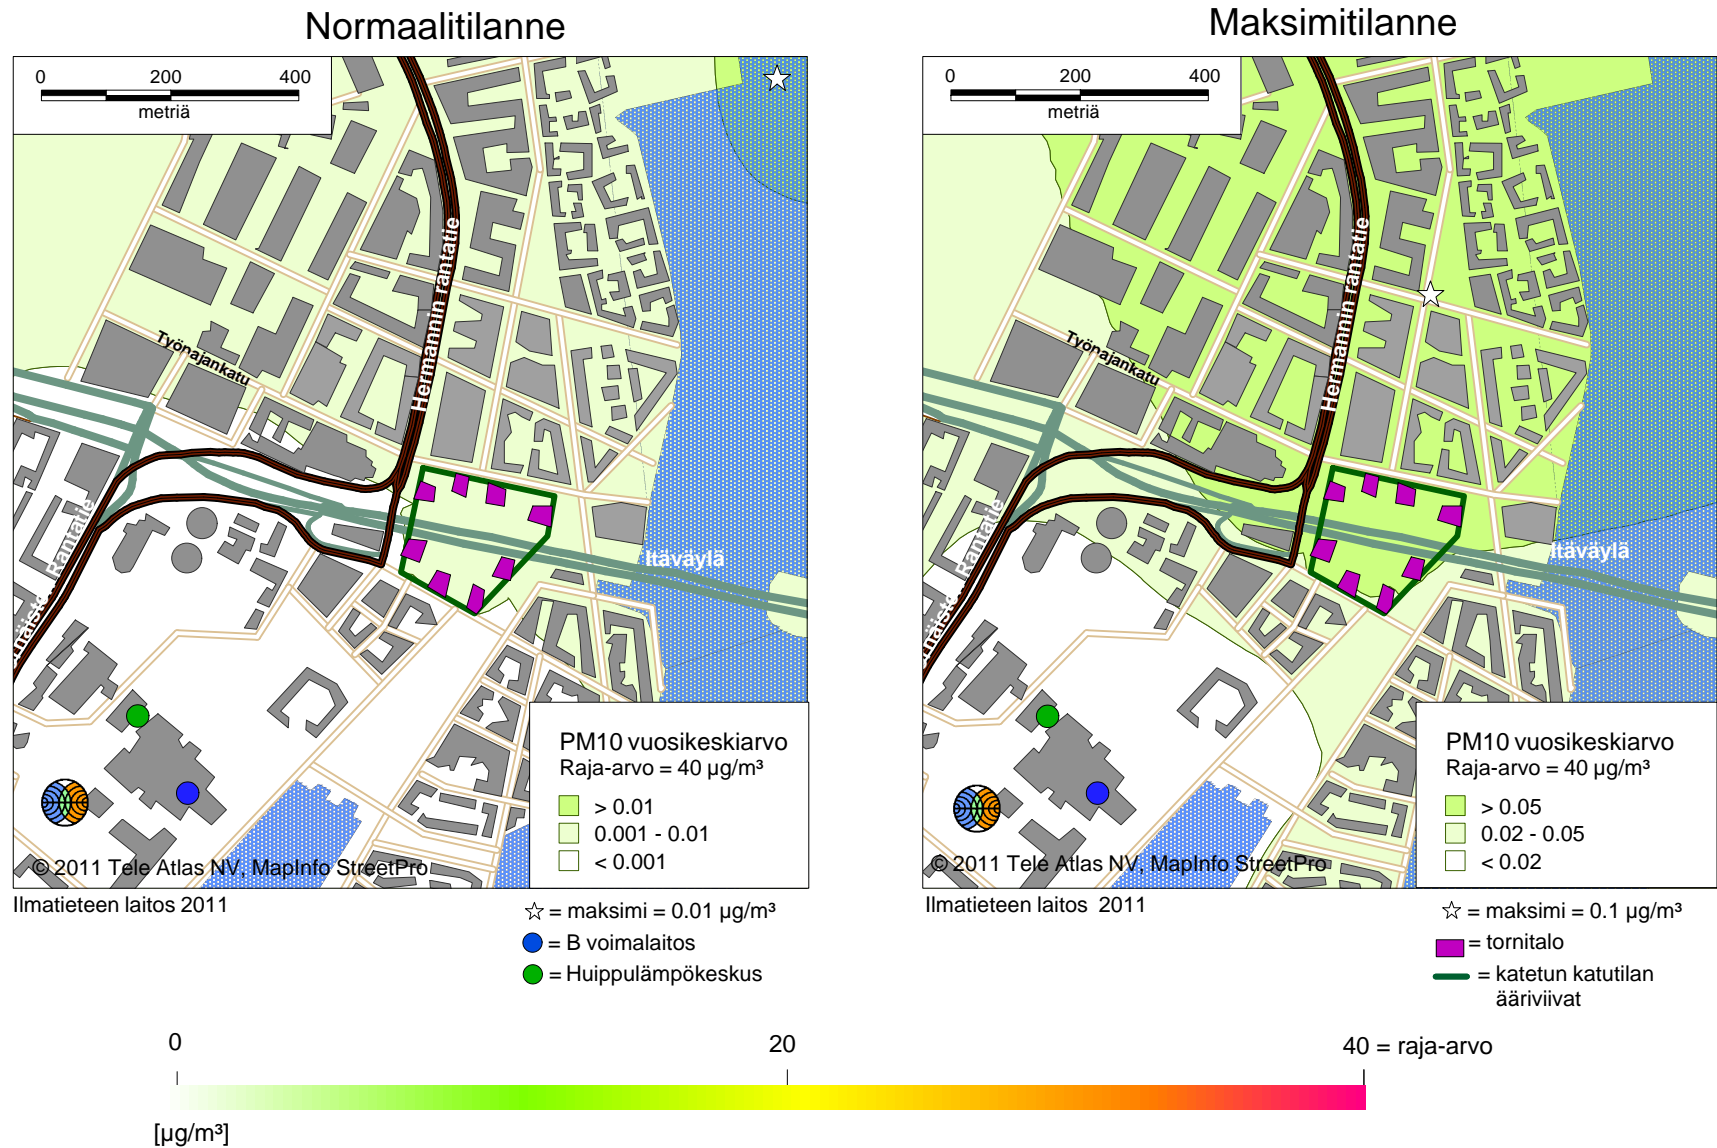 Normaalitilanne
0 200 400
metriä
Hermannin rantatie
Työnajankatu
Itäväylä
Rantatie
PM10 vuosikeskiarvo
Raja-arvo = 40 µg/m³
> 0.01
0.001 - 0.01
< 0.001
© 2011 Tele Atlas NV, MapInfo StreetPro
Ilmatieteen laitos 2011
= maksimi = 0.01 µg/m³
= B voimalaitos
= Huippulämpökeskus
Maksimitilanne
0 200 400
metriä
Hermannin rantatie
Työnajankatu
Itäväylä
Rantatie
PM10 vuosikeskiarvo
Raja-arvo = 40 µg/m³
> 0.05
0.02 - 0.05
< 0.02
© 2011 Tele Atlas NV, MapInfo StreetPro
Ilmatieteen laitos 2011
= maksimi = 0.1 µg/m³
= tornitalo
= katetun katutilan
ääriviivat
0 20 40 = raja-arvo
[µg/m³]